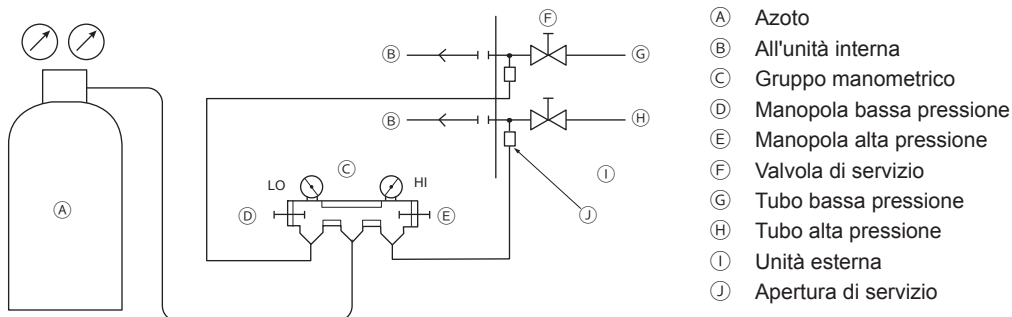 Ⓕ
Ⓑ
Ⓖ
Ⓑ
Ⓗ
Ⓒ
Ⓘ
LO
HI
Ⓐ
Ⓓ
Ⓔ
Ⓙ
Ⓐ Azoto
Ⓑ All'unità interna
Ⓒ Gruppo manometrico
Ⓓ Manopola bassa pressione
Ⓔ Manopola alta pressione
Ⓕ Valvola di servizio
Ⓖ Tubo bassa pressione
Ⓗ Tubo alta pressione
Ⓘ Unità esterna
Ⓙ Apertura di servizio